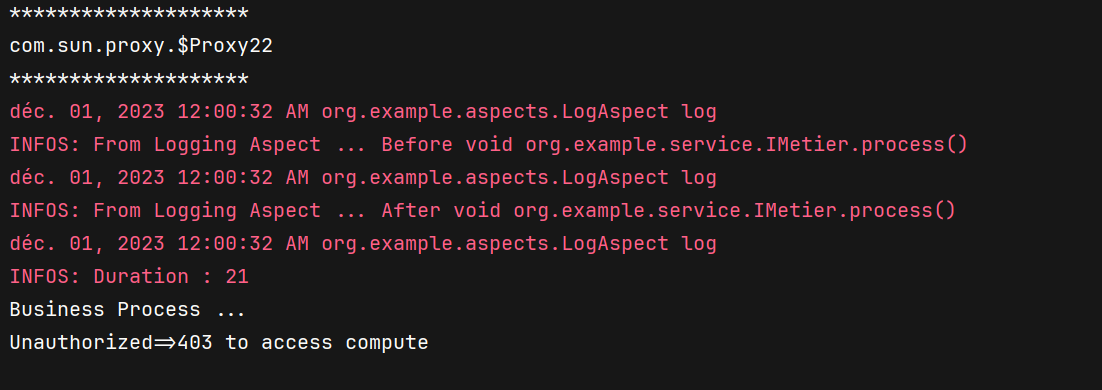 ********************
com.sun.proxy.$Proxy22
********************
déc. 01, 2023 12:00:32 AM org.example.aspects.LogAspect log
INFOS: From Logging Aspect ... Before void org.example.service.IMetier.process()
déc. 01, 2023 12:00:32 AM org.example.aspects.LogAspect log
INFOS: From Logging Aspect ... After void org.example.service.IMetier.process()
déc. 01, 2023 12:00:32 AM org.example.aspects.LogAspect log
INFOS: Duration : 21
Business Process ...
Unauthorized=>403 to access compute